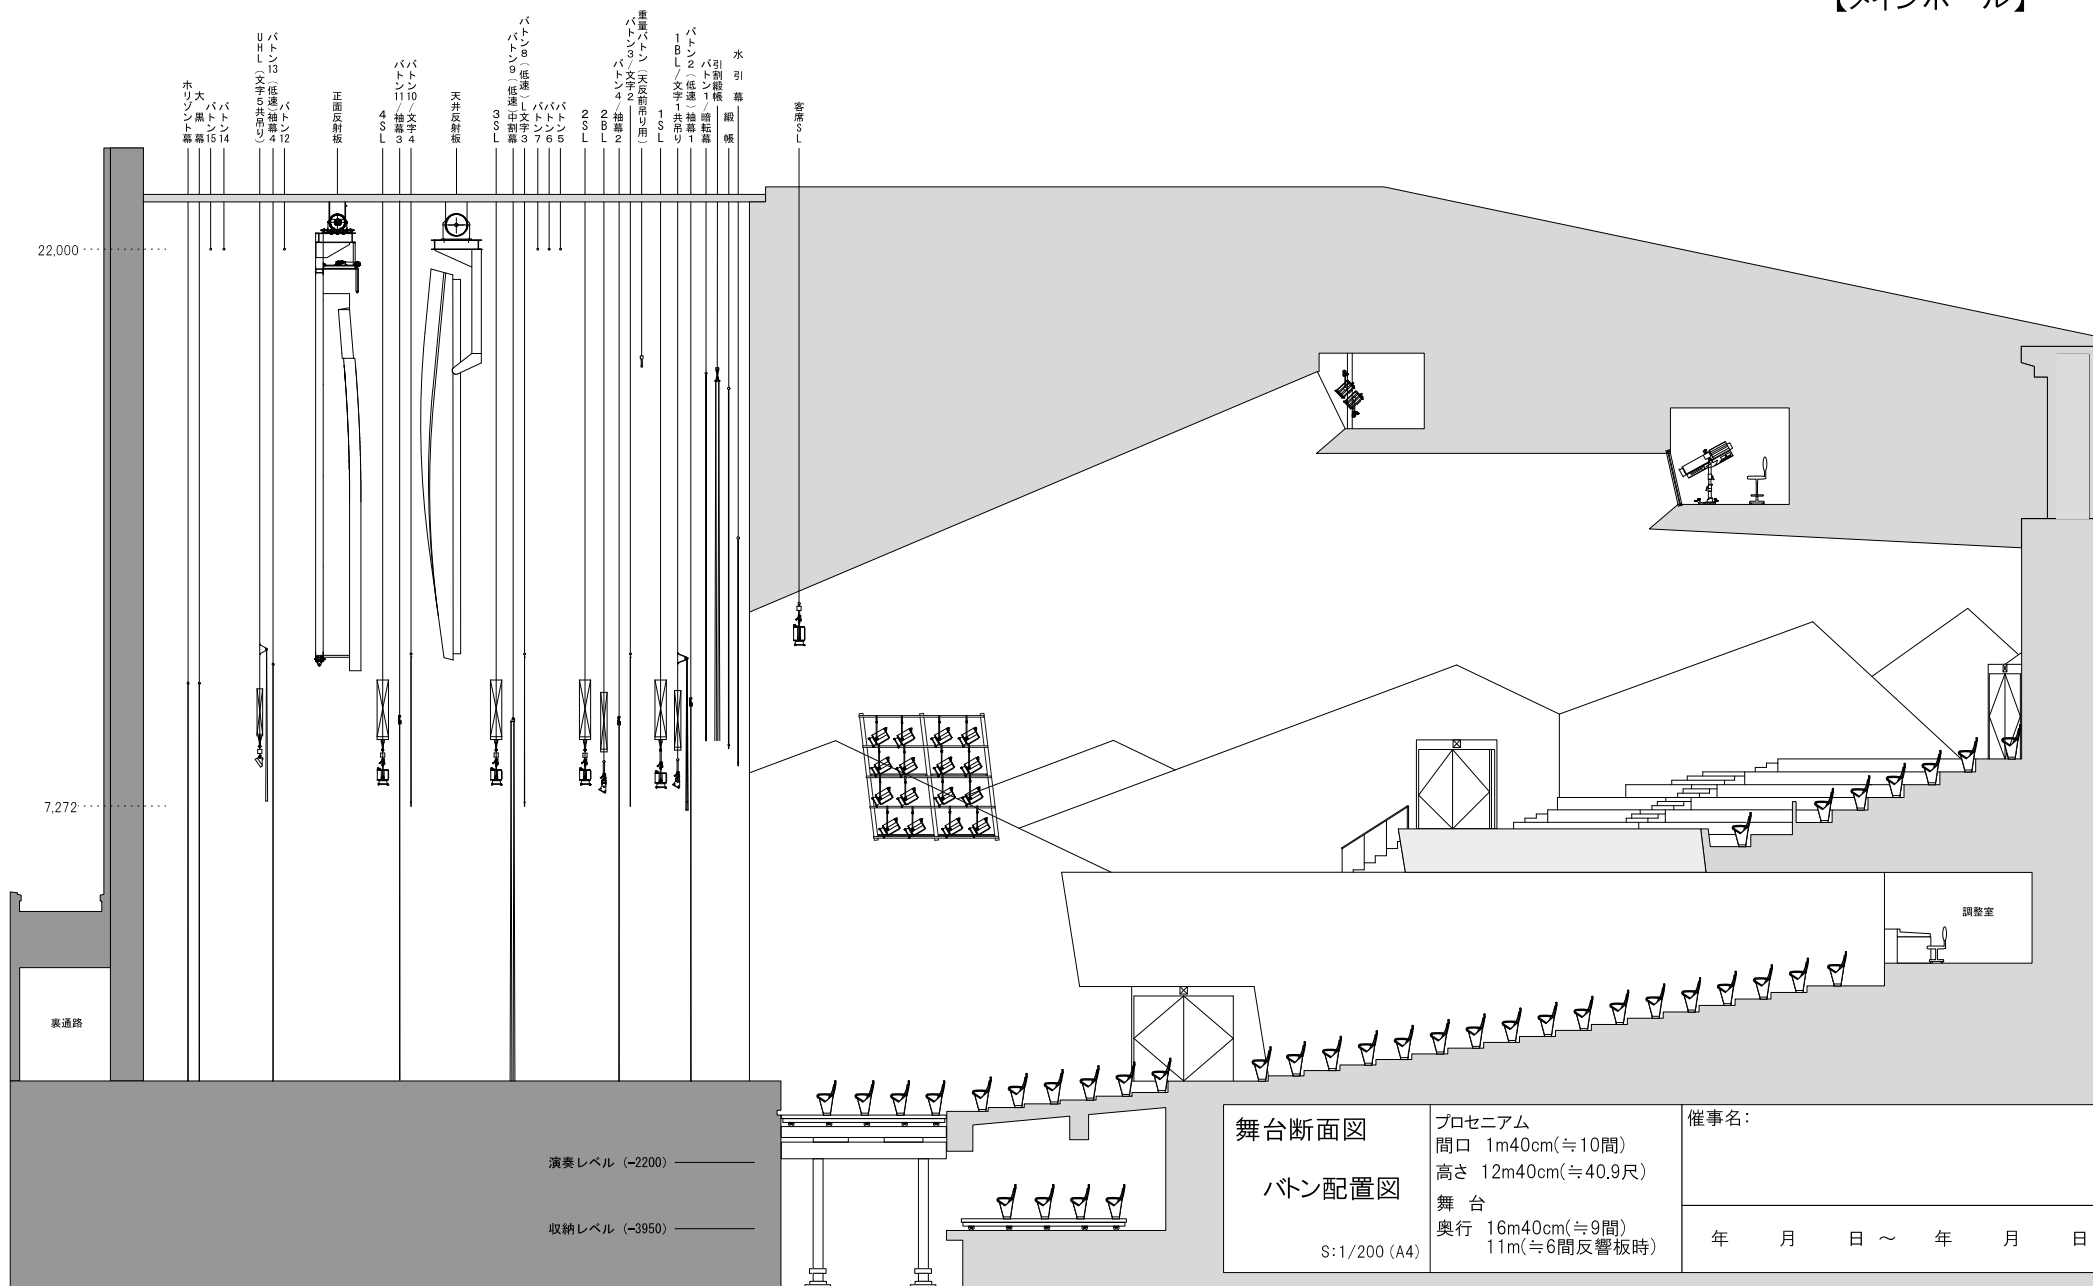 【メインホール】
ホリゾント幕
大黒幕
バトン15
バトン14
UHL（文字5共吊り）
バトン13（低速）袖幕4
バトン12
正面反射板
4SL
バトン11/袖幕3
バトン10/文字4
天井反射板
3SL
バトン9（低速）中割幕
バトン8（低速）L文字3
バトン7
バトン6
バトン5
2SL
2BL
バトン4/袖幕2
バトン3/文字2
重量バトン（天反前吊り用）
1SL
1BL/文字1共吊り
バトン2（低速）袖幕1
バトン1/暗転幕
引割緞帳
緞帳
水引幕
客席SL
22,000
7,272
調整室
裏通路
演奏レベル (-2200)
収納レベル (-3950)
舞台断面図
バトン配置図
S:1/200 (A4)
プロセニアム
間口 1m40cm(≒10間)
高さ 12m40cm(≒40.9尺)
舞 台
奥行 16m40cm(≒9間)
11m(≒6間反響板時)
催事名:
年 月 日 ～ 年 月 日